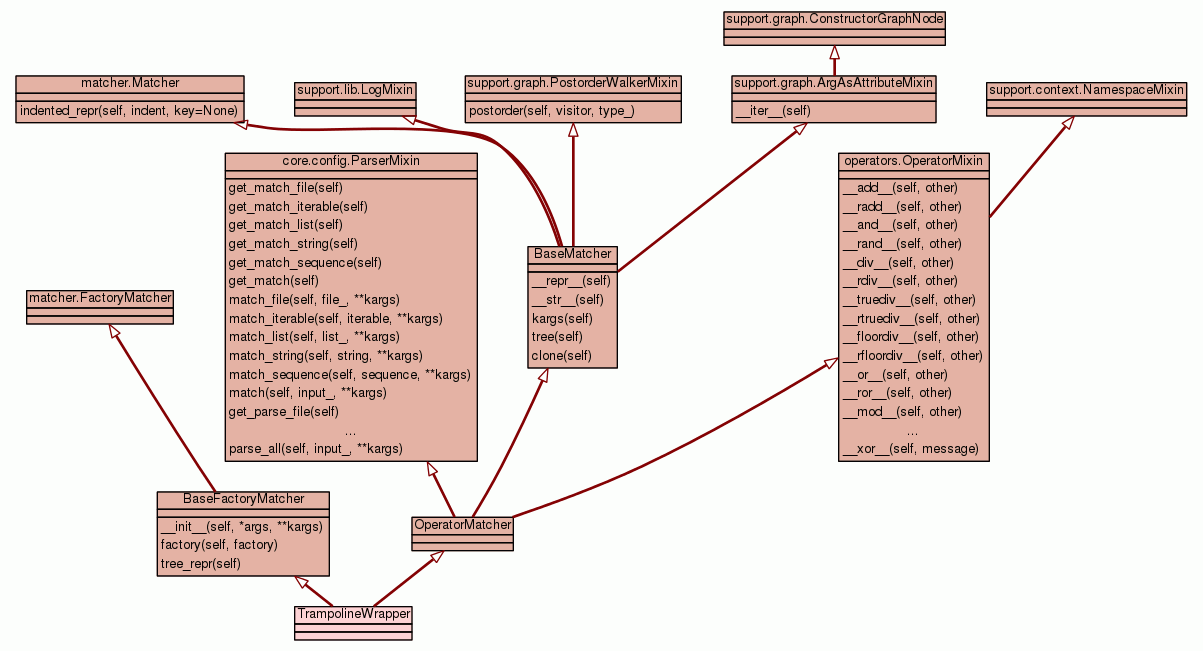 support.graph.ConstructorGraphNode
matcher.Matcher
indented_repr(self, indent, key=None)
support.lib.LogMixin
support.graph.PostorderWalkerMixin
postorder(self, visitor, type_)
support.graph.ArgAsAttributeMixin
__iter__(self)
support.context.NamespaceMixin
core.config.ParserMixin
get_match_file(self)
get_match_iterable(self)
get_match_list(self)
get_match_string(self)
get_match_sequence(self)
get_match(self)
match_file(self, file_, **kargs)
match_iterable(self, iterable, **kargs)
match_list(self, list_, **kargs)
match_string(self, string, **kargs)
match_sequence(self, sequence, **kargs)
match(self, input_, **kargs)
get_parse_file(self)
...
parse_all(self, input_, **kargs)
operators.OperatorMixin
__add__(self, other)
__radd__(self, other)
__and__(self, other)
__rand__(self, other)
__div__(self, other)
__rdiv__(self, other)
__truediv__(self, other)
__rtruediv__(self, other)
__floordiv__(self, other)
__rfloordiv__(self, other)
__or__(self, other)
__ror__(self, other)
__mod__(self, other)
...
__xor__(self, message)
BaseMatcher
__repr__(self)
__str__(self)
kargs(self)
tree(self)
clone(self)
matcher.FactoryMatcher
BaseFactoryMatcher
__init__(self, *args, **kargs)
factory(self, factory)
tree_repr(self)
OperatorMatcher
TrampolineWrapper